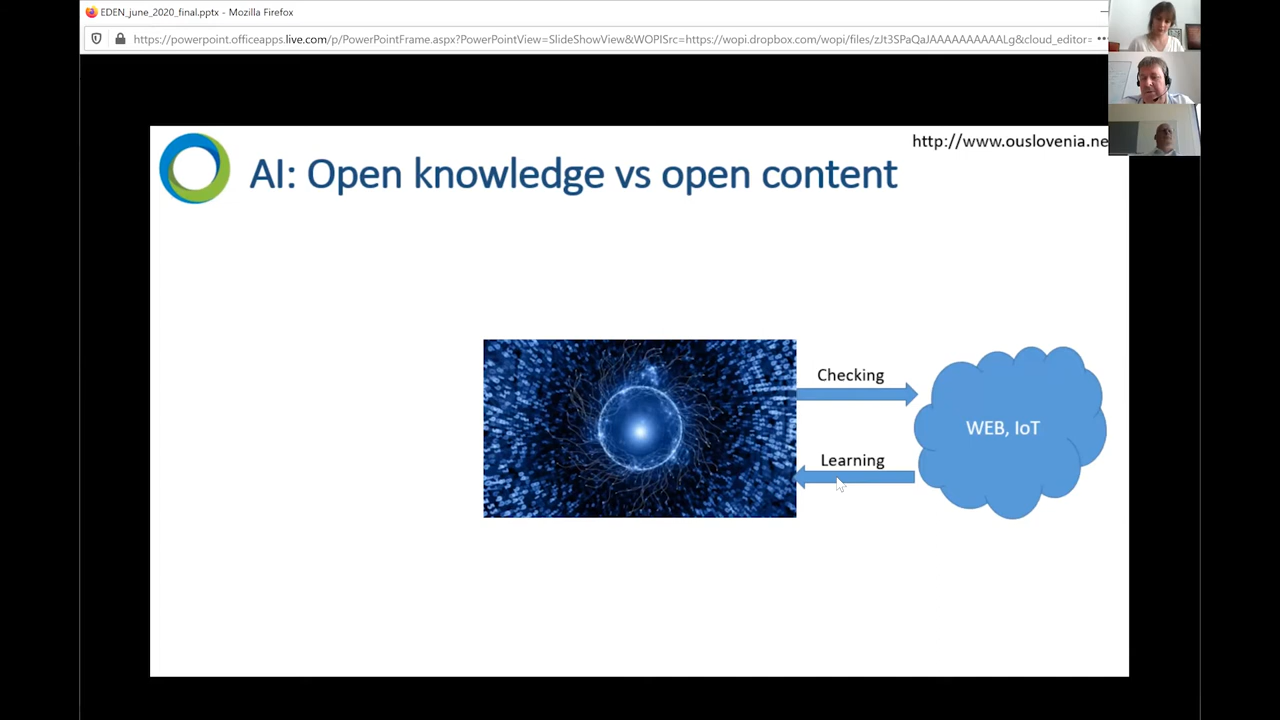 EDEN_june_2020_final.pptx - Mozilla Firefox
https://powerpoint.officeapps.live.com/p/PowerPointFrame.aspx?PowerPointView=SlideShowView&WOPISrc=https://wopi.dropbox.com/wopi/files/zJt3SPaQaJAAAAAAAAAALg&cloud_editor=
http://www.ouslovenia.ne
AI: Open knowledge vs open content
Checking
WEB, IoT
Learning